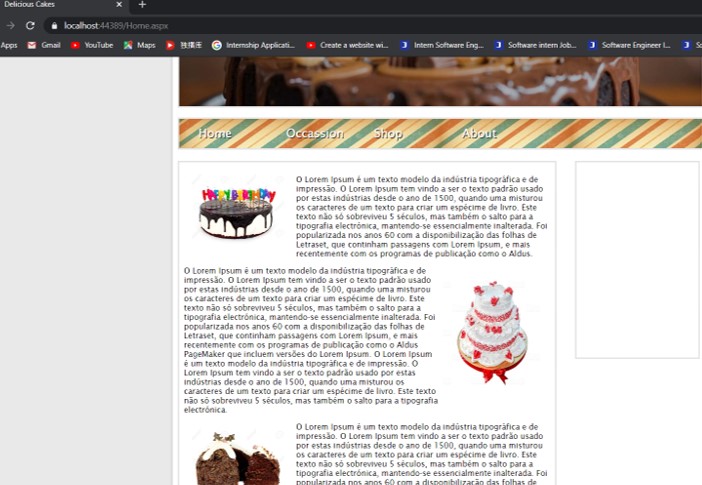 Delicious Cakes
localhost:44389/Home.aspx
Apps Gmail YouTube Maps 独播库 Internship Applicati... Create a website wi... Intern Software Eng... Software intern Job... Software Engineer I...
Home Occassion Shop About
HAPPY BIRTHDAY
O Lorem Ipsum é um texto modelo da indústria tipográfica e de
impressão. O Lorem Ipsum tem vindo a ser o texto padrão usado
por estas indústrias desde o ano de 1500, quando uma misturou
os caracteres de um texto para criar um espécime de livro. Este
texto não só sobreviveu 5 séculos, mas também o salto para a
tipografia electrónica, mantendo-se essencialmente inalterada. Foi
popularizada nos anos 60 com a disponibilização das folhas de
Letraset, que continham passagens com Lorem Ipsum, e mais
recentemente com os programas de publicação como o Aldus.
O Lorem Ipsum é um texto modelo da indústria tipográfica e de
impressão. O Lorem Ipsum tem vindo a ser o texto padrão usado
por estas indústrias desde o ano de 1500, quando uma misturou
os caracteres de um texto para criar um espécime de livro. Este
texto não só sobreviveu 5 séculos, mas também o salto para a
tipografia electrónica, mantendo-se essencialmente inalterada. Foi
popularizada nos anos 60 com a disponibilização das folhas de
Letraset, que continham passagens com Lorem Ipsum, e mais
recentemente com os programas de publicação como o Aldus
PageMaker que incluem versões do Lorem Ipsum. O Lorem Ipsum
é um texto modelo da indústria tipográfica e de impressão. O
Lorem Ipsum tem vindo a ser o texto padrão usado por estas
indústrias desde o ano de 1500, quando uma misturou os
caracteres de um texto para criar um espécime de livro. Este texto
não só sobreviveu 5 séculos, mas também o salto para a tipografia
electrónica.
O Lorem Ipsum é um texto modelo da indústria tipográfica e de
impressão. O Lorem Ipsum tem vindo a ser o texto padrão usado
por estas indústrias desde o ano de 1500, quando uma misturou
os caracteres de um texto para criar um espécime de livro. Este
texto não só sobreviveu 5 séculos, mas também o salto para a
tipografia electrónica, mantendo-se essencialmente inalterada. Foi
popularizada nos anos 60 com a disponibilização das folhas de